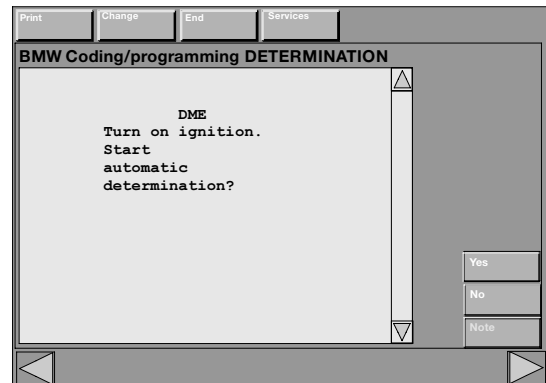 Print Change End Services
BMW Coding/programming DETERMINATION
DME
Turn on ignition.
Start
automatic
determination?
Yes
No
Note